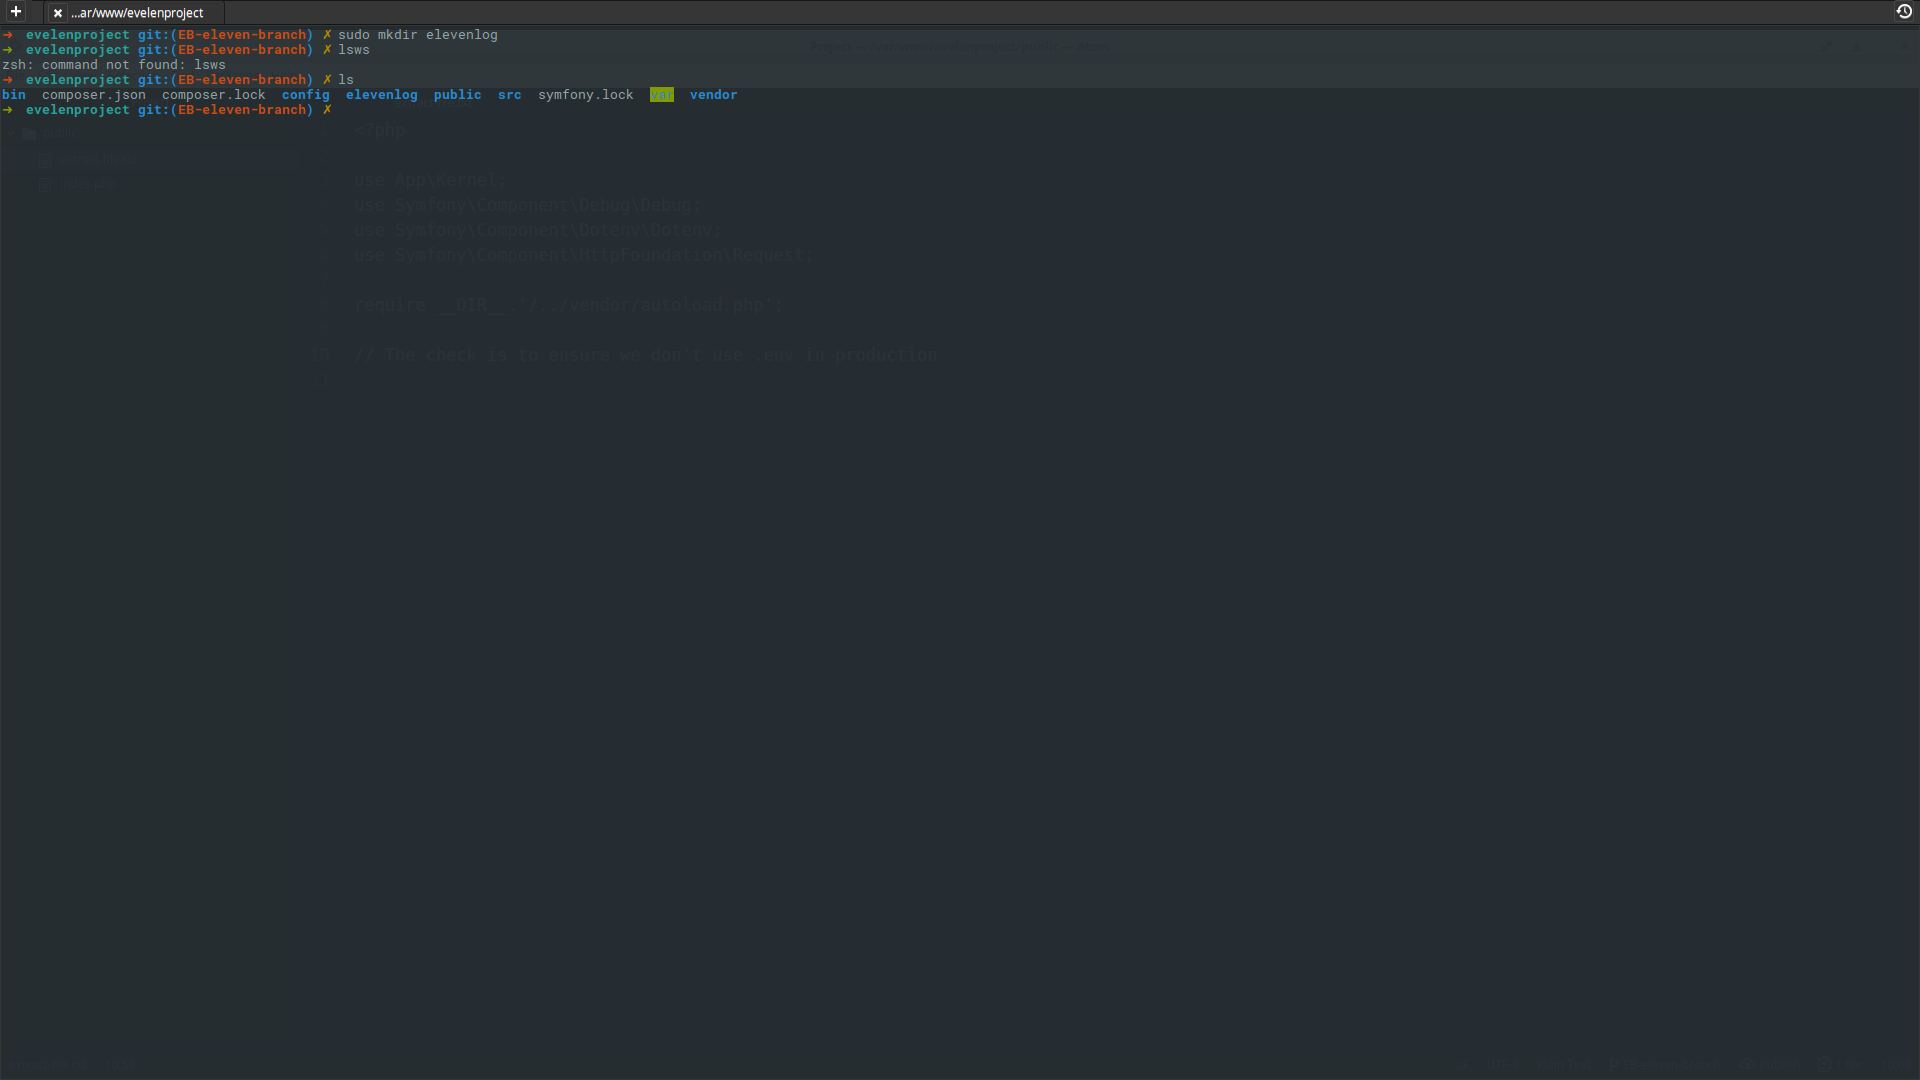 ...ar/www/evelenproject
➜ evelenproject git:(EB-eleven-branch) ✗ sudo mkdir elevenlog
➜ evelenproject git:(EB-eleven-branch) ✗ lsws
zsh: command not found: lsws
➜ evelenproject git:(EB-eleven-branch) ✗ ls
bin composer.json composer.lock config elevenlog public src symfony.lock var vendor
➜ evelenproject git:(EB-eleven-branch) ✗
public
<?php
index.php
use App\Kernel;
use Symfony\Component\Debug\Debug;
use Symfony\Component\Dotenv\Dotenv;
use Symfony\Component\HttpFoundation\Request;
require __DIR__.'/../vendor/autoload.php';
10 // The check is to ensure we don't use .env in production